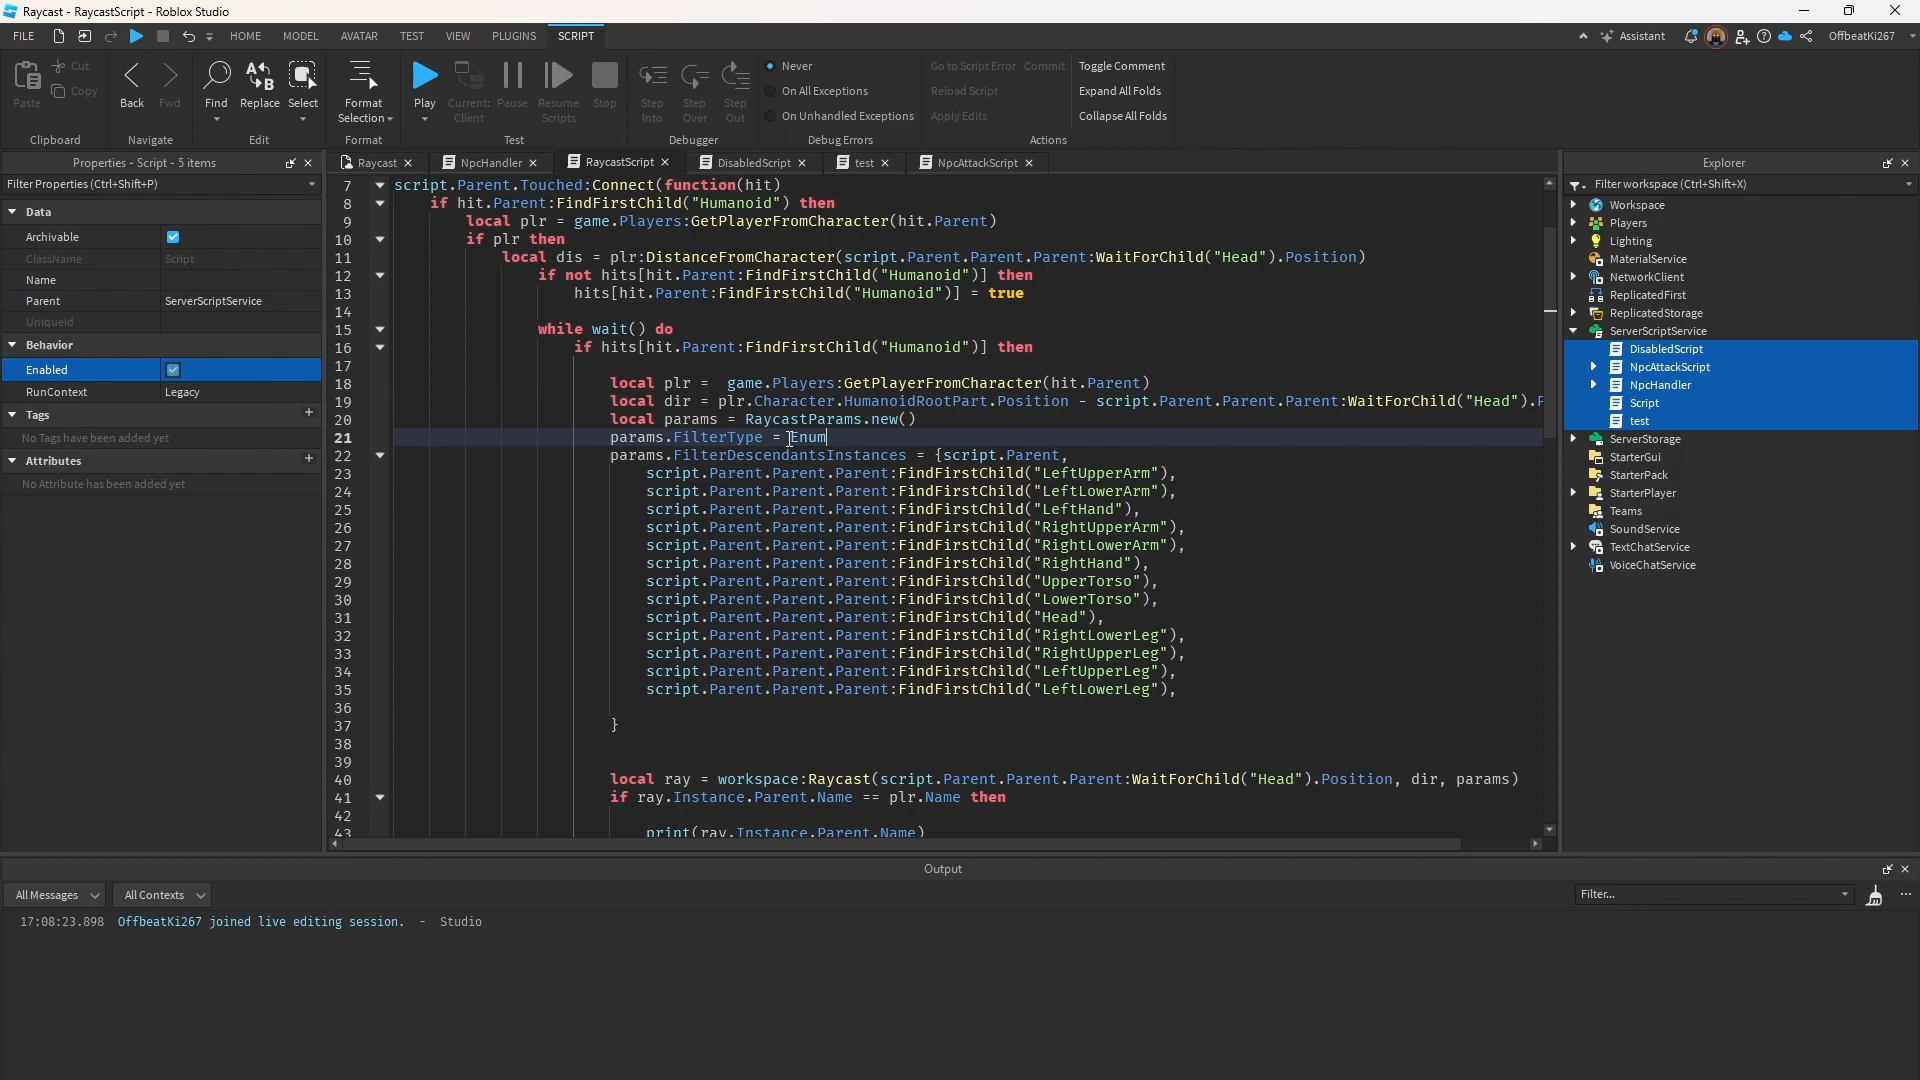 Raycast - RaycastScript - Roblox Studio
FILE HOME MODEL AVATAR TEST VIEW PLUGINS SCRIPT Assistant OffbeatKi267
Paste Cut Copy Back Fwd Find Replace Select Format Selection Play Current: Client Pause Resume Scripts Stop Step Into Step Over Step Out
Never
On All Exceptions
On Unhandled Exceptions
Go to Script Error Commit
Reload Script
Apply Edits
Toggle Comment
Expand All Folds
Collapse All Folds
Clipboard Navigate Edit Format Test Debugger Debug Errors Actions
Properties - Script - 5 items
Filter Properties (Ctrl+Shift+P)
Data
Archivable
ClassName Script
Name
Parent ServerScriptService
UniqueId
Behavior
Enabled
RunContext Legacy
Tags +
No Tags have been added yet
Attributes +
No Attribute has been added yet
Raycast NpcHandler RaycastScript DisabledScript test NpcAttackScript
7 script.Parent.Touched:Connect(function(hit)
8 if hit.Parent:FindFirstChild("Humanoid") then
9 local plr = game.Players:GetPlayerFromCharacter(hit.Parent)
10 if plr then
11 local dis = plr:DistanceFromCharacter(script.Parent.Parent.Parent:WaitForChild("Head").Position)
12 if not hits[hit.Parent:FindFirstChild("Humanoid")] then
13 hits[hit.Parent:FindFirstChild("Humanoid")] = true
14
15 while wait() do
16 if hits[hit.Parent:FindFirstChild("Humanoid")] then
17
18 local plr = game.Players:GetPlayerFromCharacter(hit.Parent)
19 local dir = plr.Character.HumanoidRootPart.Position - script.Parent.Parent.Parent:WaitForChild("Head").P
20 local params = RaycastParams.new()
21 params.FilterType = Enum
22 params.FilterDescendantsInstances = {script.Parent,
23 script.Parent.Parent.Parent:FindFirstChild("LeftUpperArm"),
24 script.Parent.Parent.Parent:FindFirstChild("LeftLowerArm"),
25 script.Parent.Parent.Parent:FindFirstChild("LeftHand"),
26 script.Parent.Parent.Parent:FindFirstChild("RightUpperArm"),
27 script.Parent.Parent.Parent:FindFirstChild("RightLowerArm"),
28 script.Parent.Parent.Parent:FindFirstChild("RightHand"),
29 script.Parent.Parent.Parent:FindFirstChild("UpperTorso"),
30 script.Parent.Parent.Parent:FindFirstChild("LowerTorso"),
31 script.Parent.Parent.Parent:FindFirstChild("Head"),
32 script.Parent.Parent.Parent:FindFirstChild("RightLowerLeg"),
33 script.Parent.Parent.Parent:FindFirstChild("RightUpperLeg"),
34 script.Parent.Parent.Parent:FindFirstChild("LeftUpperLeg"),
35 script.Parent.Parent.Parent:FindFirstChild("LeftLowerLeg"),
36
37 }
38
39
40 local ray = workspace:Raycast(script.Parent.Parent.Parent:WaitForChild("Head").Position, dir, params)
41 if ray.Instance.Parent.Name == plr.Name then
42
43 print(ray.Instance.Parent.Name)
Explorer
Filter workspace (Ctrl+Shift+X)
Workspace
Players
Lighting
MaterialService
NetworkClient
ReplicatedFirst
ReplicatedStorage
ServerScriptService
DisabledScript
NpcAttackScript
NpcHandler
Script
test
ServerStorage
StarterGui
StarterPack
StarterPlayer
Teams
SoundService
TextChatService
VoiceChatService
Output
All Messages All Contexts Filter...
17:08:23.898 OffbeatKi267 joined live editing session. - Studio